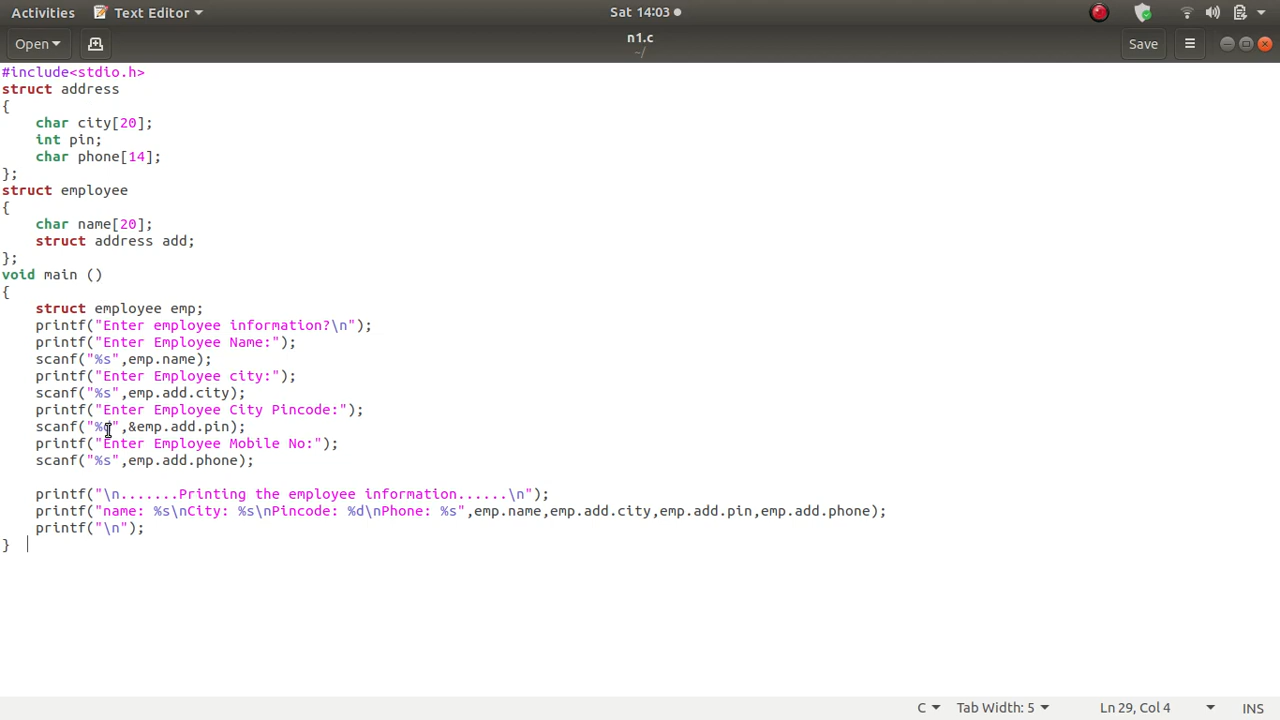 Activities Text Editor Sat 14:03
Open n1.c Save
~/
#include<stdio.h>
struct address
{
    char city[20];
    int pin;
    char phone[14];
};
struct employee
{
    char name[20];
    struct address add;
};
void main ()
{
    struct employee emp;
    printf("Enter employee information?\n");
    printf("Enter Employee Name:");
    scanf("%s",emp.name);
    printf("Enter Employee city:");
    scanf("%s",emp.add.city);
    printf("Enter Employee City Pincode:");
    scanf("%d",&emp.add.pin);
    printf("Enter Employee Mobile No:");
    scanf("%s",emp.add.phone);
    printf("\n.......Printing the employee information......\n");
    printf("name: %s\nCity: %s\nPincode: %d\nPhone: %s",emp.name,emp.add.city,emp.add.pin,emp.add.phone);
    printf("\n");
}
C Tab Width: 5 Ln 29, Col 4 INS